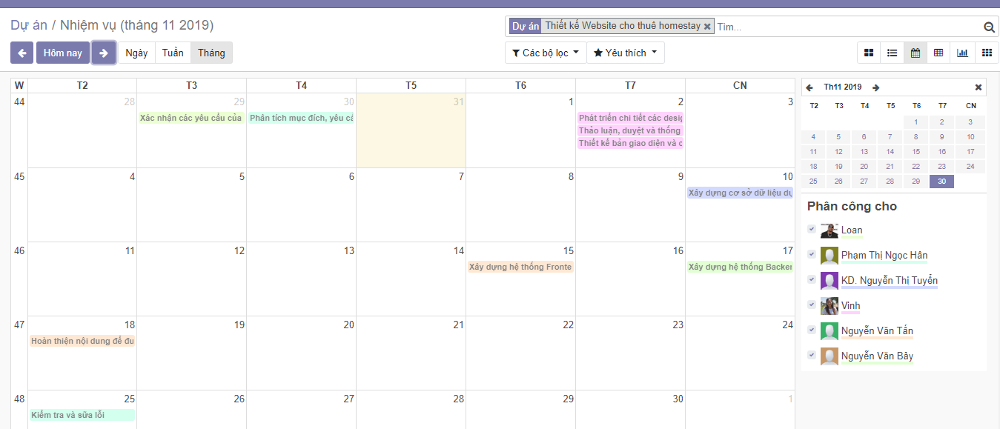 Dự án / Nhiệm vụ (tháng 11 2019)
Dự án Thiết kế Website cho thuê homestay × Tìm...
Hôm nay Ngày Tuần Tháng
Các bộ lọc Yêu thích
W T2 T3 T4 T5 T6 T7 CN
44 28 29 30 31 1 2 3
Xác nhận các yêu cầu của Phân tích mục đích, yêu cầ Phát triển chi tiết các desig
Thảo luận, duyệt và thống
Thiết kế bản giao diện và c
45 4 5 6 7 8 9 10
Xây dựng cơ sở dữ liệu dự
46 11 12 13 14 15 16 17
Xây dựng hệ thống Fronte Xây dựng hệ thống Backen
47 18 19 20 21 22 23 24
Hoàn thiện nội dung để đư
48 25 26 27 28 29 30 1
Kiểm tra và sữa lỗi
Th11 2019 ×
T2 T3 T4 T5 T6 T7 CN
1 2 3
4 5 6 7 8 9 10
11 12 13 14 15 16 17
18 19 20 21 22 23 24
25 26 27 28 29 30
Phân công cho
Loan
Phạm Thị Ngọc Hân
KD. Nguyễn Thị Tuyển
Vinh
Nguyễn Văn Tấn
Nguyễn Văn Bảy